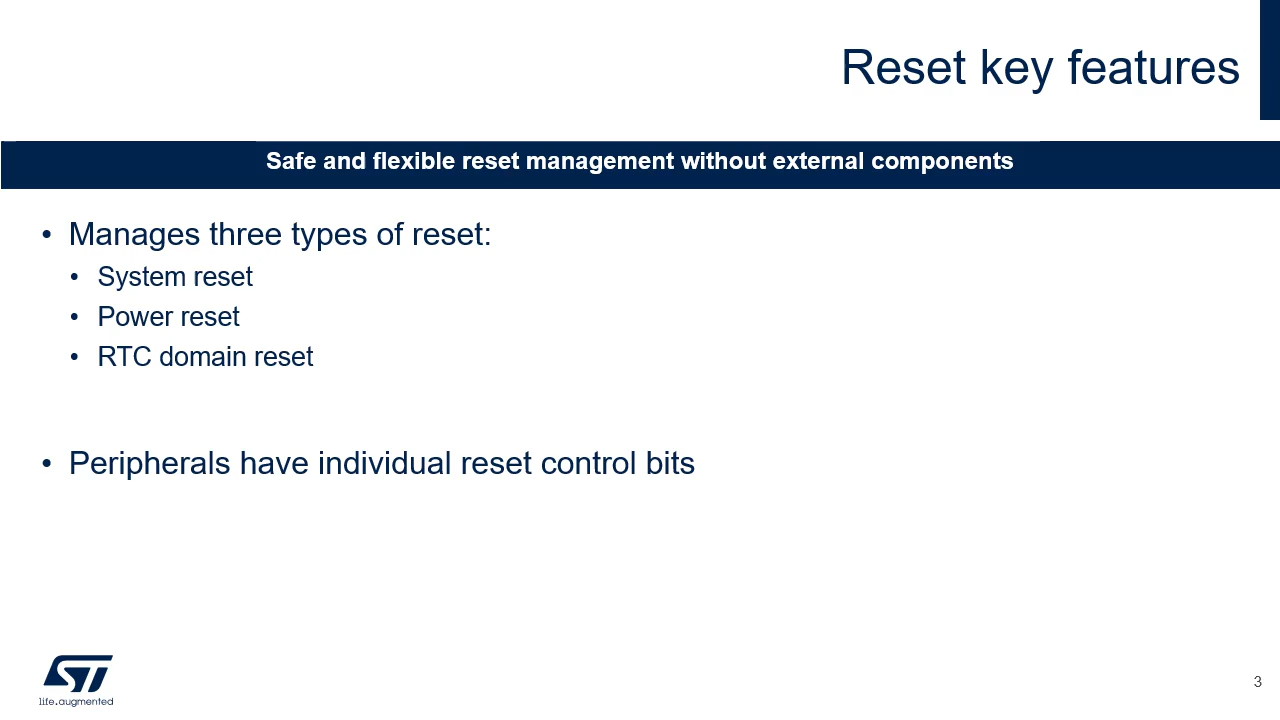 Reset key features
Safe and flexible reset management without external components
• Manages three types of reset:
• System reset
• Power reset
• RTC domain reset
• Peripherals have individual reset control bits
ST
life.augmented
3